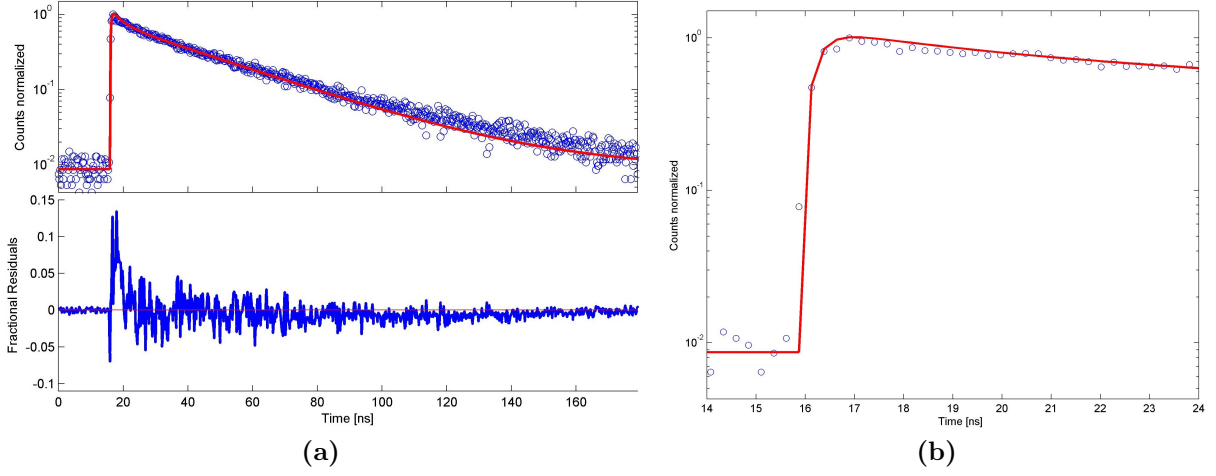 10^0
10^-1
10^-2
Counts normalized
0.15
0.1
0.05
0
-0.05
-0.1
Fractional Residuals
0 20 40 60 80 100 120 140 160
Time [ns]
(a)
10^0
10^-1
10^-2
Counts normalized
14 15 16 17 18 19 20 21 22 23 24
Time [ns]
(b)